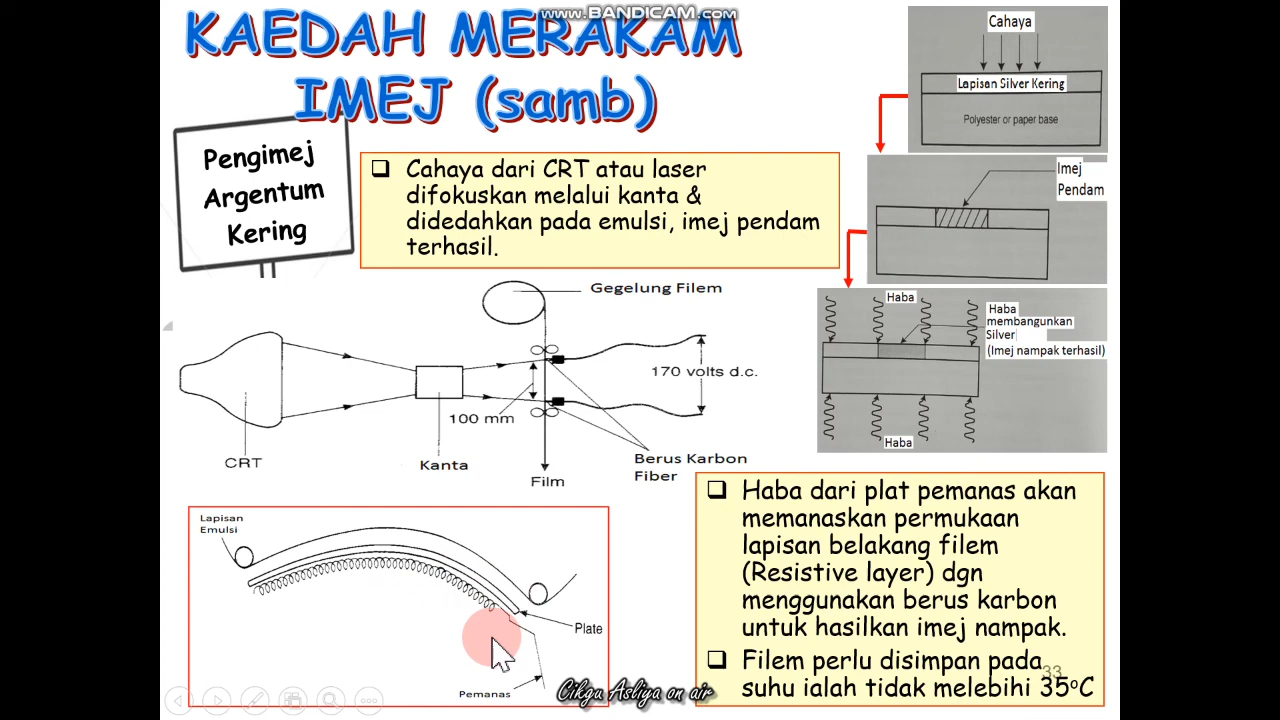 www.BANDICAM.com
KAEDAH MERAKAM
IMEJ (samb)
Pengimej
Argentum
Kering
Cahaya dari CRT atau laser
difokuskan melalui kanta &
didedahkan pada emulsi, imej pendam
terhasil.
Cahaya
Lapisan Silver Kering
Polyester or paper base
Imej
Pendam
Haba
Haba
membangunkan
Silver
(Imej nampak terhasil)
Haba
Gegelung Filem
170 volts d.c.
100 mm
CRT
Kanta
Film
Berus Karbon
Fiber
Lapisan
Emulsi
Plate
Pemanas
Haba dari plat pemanas akan
memanaskan permukaan
lapisan belakang filem
(Resistive layer) dgn
menggunakan berus karbon
untuk hasilkan imej nampak.
Filem perlu disimpan pada
suhu ialah tidak melebihi 35°C
33
Cikgu Asliya on air